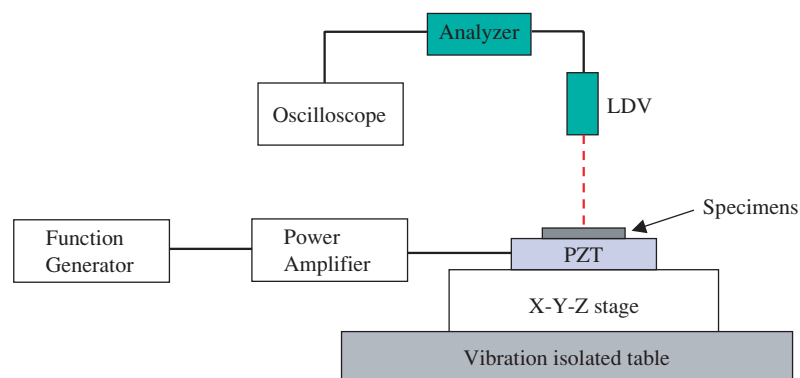 Analyzer
Oscilloscope
LDV
Specimens
Function
Generator
Power
Amplifier
PZT
X-Y-Z stage
Vibration isolated table